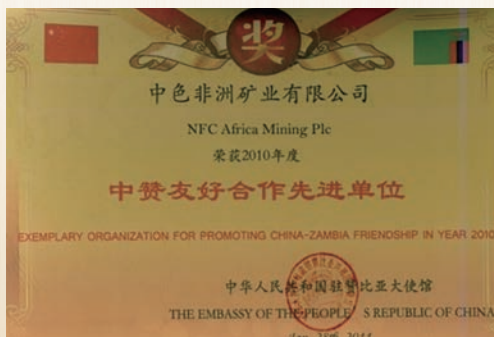 奖
中色非洲矿业有限公司
NFC Africa Mining Plc
荣获2010年度
中赞友好合作先进单位
EXEMPLARY ORGANIZATION FOR PROMOTING CHINA-ZAMBIA FRIENDSHIP IN YEAR 2010
中华人民共和国驻赞比亚大使馆
THE EMBASSY OF THE PEOPLE'S REPUBLIC OF CHINA